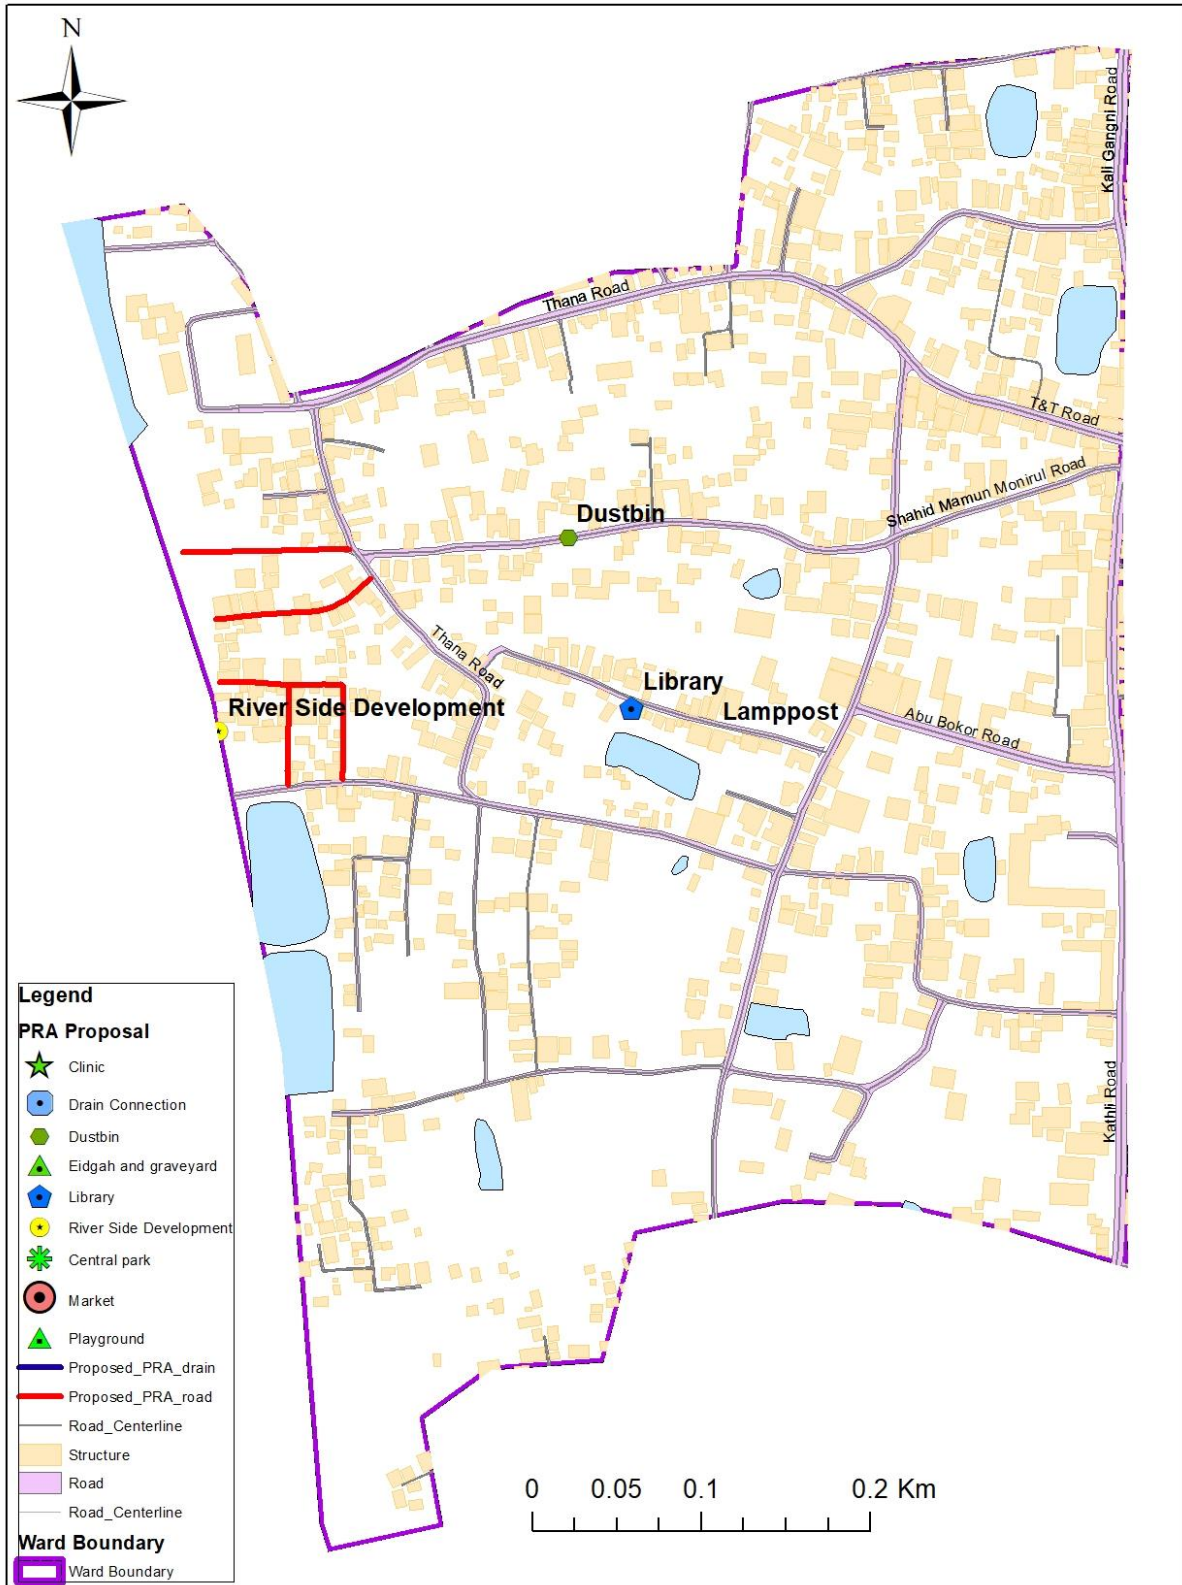 N
Kali Gangni Road
Thana Road
T&T Road
Shahid Mamun Monirul Road
Dustbin
Thana Road
Library
River Side Development
Lamppost
Abu Bokor Road
Kathli Road
Legend
PRA Proposal
Clinic
Drain Connection
Dustbin
Eidgah and graveyard
Library
River Side Development
Central park
Market
Playground
Proposed_PRA_drain
Proposed_PRA_road
Road_Centerline
Structure
Road
Road_Centerline
Ward Boundary
Ward Boundary
0 0.05 0.1 0.2 Km